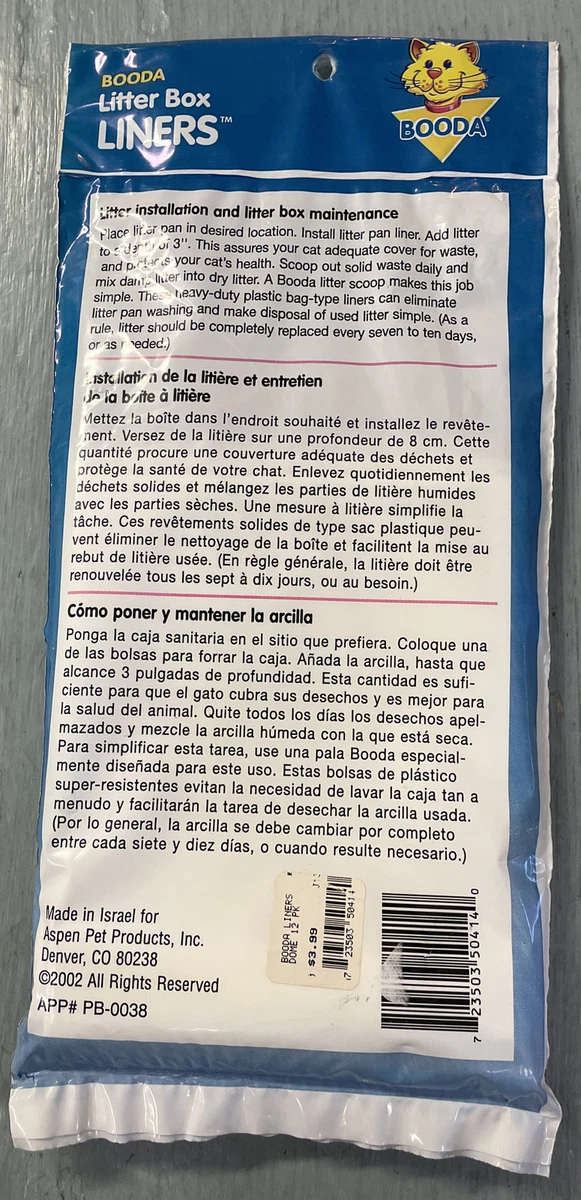 BOODA
Litter Box
LINERS™
BOODA®
Litter installation and litter box maintenance
Place litter pan in desired location. Install litter pan liner. Add litter
to a depth of 3". This assures your cat adequate cover for waste,
and protects your cat's health. Scoop out solid waste daily and
mix damp litter into dry litter. A Booda litter scoop makes this job
simple. These heavy-duty plastic bag-type liners can eliminate
litter pan washing and make disposal of used litter simple. (As a
rule, litter should be completely replaced every seven to ten days,
or as needed.)
Installation de la litière et entretien
de la boîte à litière
Mettez la boîte dans l'endroit souhaité et installez le revête-
ment. Versez de la litière sur une profondeur de 8 cm. Cette
quantité procure une couverture adéquate des déchets et
protège la santé de votre chat. Enlevez quotidiennement les
déchets solides et mélangez les parties de litière humides
avec les parties sèches. Une mesure à litière simplifie la
tâche. Ces revêtements solides de type sac plastique peu-
vent éliminer le nettoyage de la boîte et facilitent la mise au
rebut de litière usée. (En règle générale, la litière doit être
renouvelée tous les sept à dix jours, ou au besoin.)
Cómo poner y mantener la arcilla
Ponga la caja sanitaria en el sitio que prefiera. Coloque una
de las bolsas para forrar la caja. Añada la arcilla, hasta que
alcance 3 pulgadas de profundidad. Esta cantidad es sufi-
ciente para que el gato cubra sus desechos y es mejor para
la salud del animal. Quite todos los días los desechos apel-
mazados y mezcle la arcilla húmeda con la que está seca.
Para simplificar esta tarea, use una pala Booda especial-
mente diseñada para este uso. Estas bolsas de plástico
super-resistentes evitan la necesidad de lavar la caja tan a
menudo y facilitarán la tarea de desechar la arcilla usada.
(Por lo general, la arcilla se debe cambiar por completo
entre cada siete y diez días, o cuando resulte necesario.)
Made in Israel for
Aspen Pet Products, Inc.
Denver, CO 80238
©2002 All Rights Reserved
APP# PB-0038
BOODA LINERS
DOME 12 PK
$3.99
7 23503 50414
7 23503 50414 0